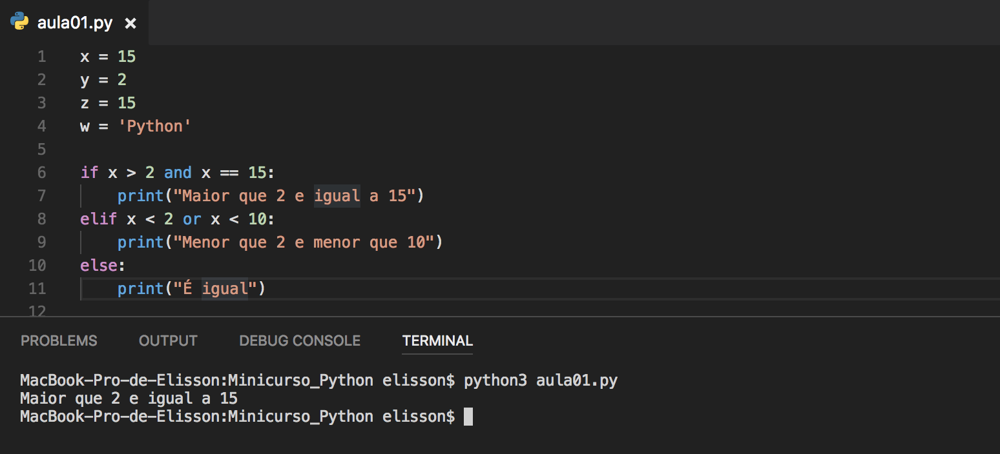 aula01.py ×
1 x = 15
2 y = 2
3 z = 15
4 w = 'Python'
5
6 if x > 2 and x == 15:
7 print("Maior que 2 e igual a 15")
8 elif x < 2 or x < 10:
9 print("Menor que 2 e menor que 10")
10 else:
11 print("É igual")
12
PROBLEMS OUTPUT DEBUG CONSOLE TERMINAL
MacBook-Pro-de-Elisson:Minicurso_Python elisson$ python3 aula01.py
Maior que 2 e igual a 15
MacBook-Pro-de-Elisson:Minicurso_Python elisson$